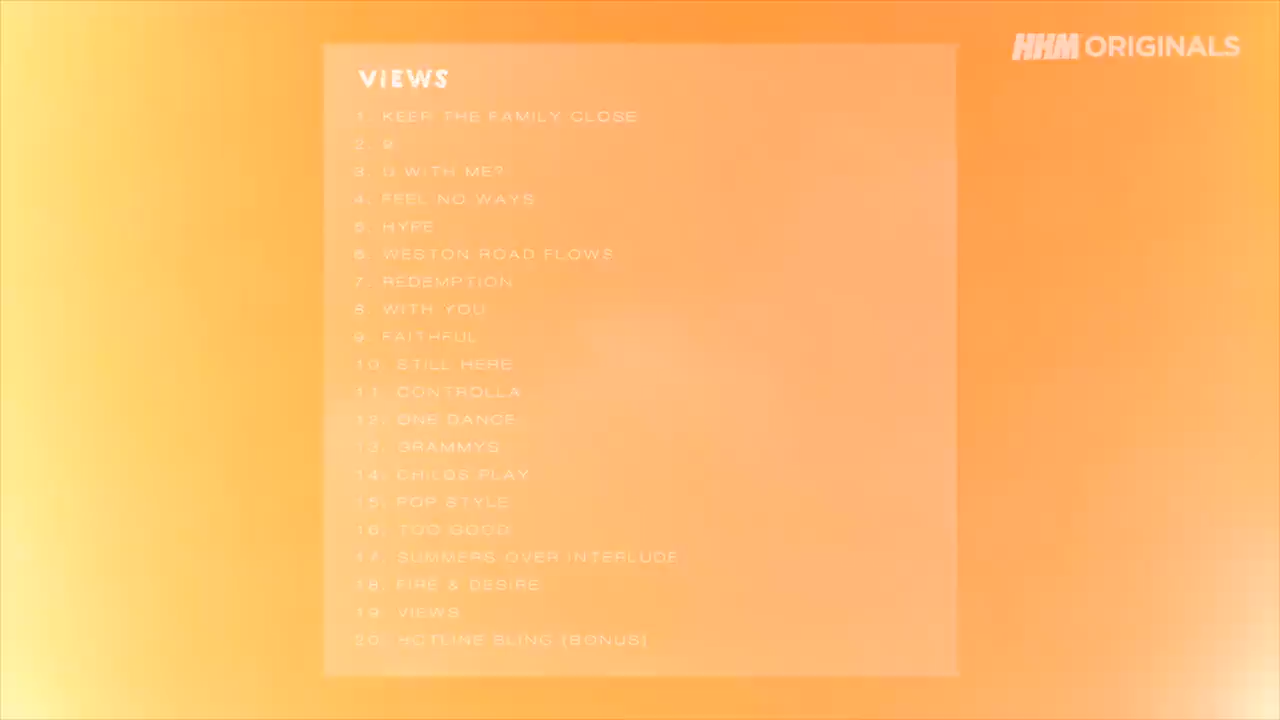 HHM ORIGINALS
VIEWS
1. KEEP THE FAMILY CLOSE
2. 9
3. U WITH ME?
4. FEEL NO WAYS
5. HYPE
6. WESTON ROAD FLOWS
7. REDEMPTION
8. WITH YOU
9. FAITHFUL
10. STILL HERE
11. CONTROLLA
12. ONE DANCE
13. GRAMMYS
14. CHILDS PLAY
15. POP STYLE
16. TOO GOOD
17. SUMMERS OVER INTERLUDE
18. FIRE & DESIRE
19. VIEWS
20. HOTLINE BLING (BONUS)